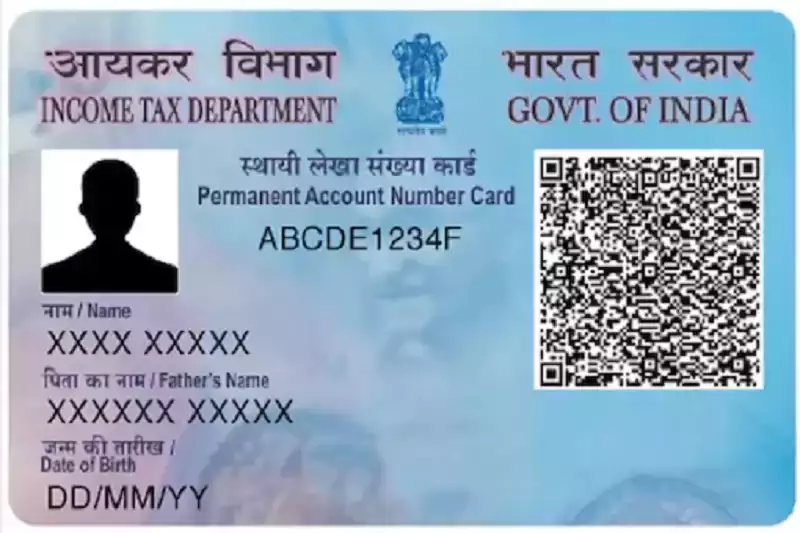 आयकर विभाग
INCOME TAX DEPARTMENT
भारत सरकार
GOVT. OF INDIA
सत्यमेव जयते
स्थायी लेखा संख्या कार्ड
Permanent Account Number Card
ABCDE1234F
नाम / Name
XXXX XXXXX
पिता का नाम / Father's Name
XXXXXX XXXXX
जन्म की तारीख /
Date of Birth
DD/MM/YY